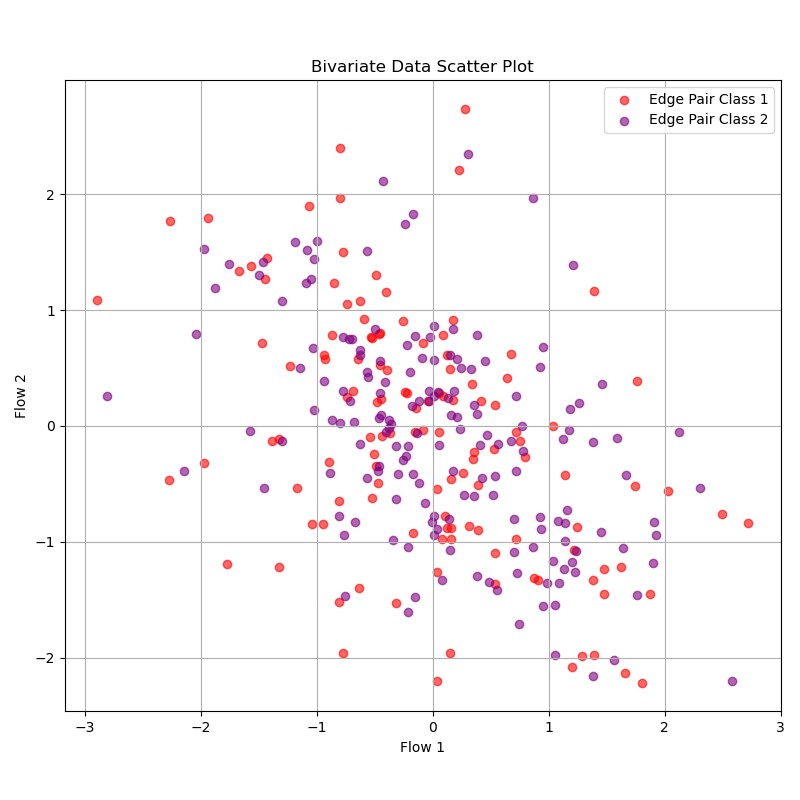 Bivariate Data Scatter Plot
Edge Pair Class 1
Edge Pair Class 2
Flow 2
2
1
0
−1
−2
−3
−2
−1
0
1
2
3
Flow 1